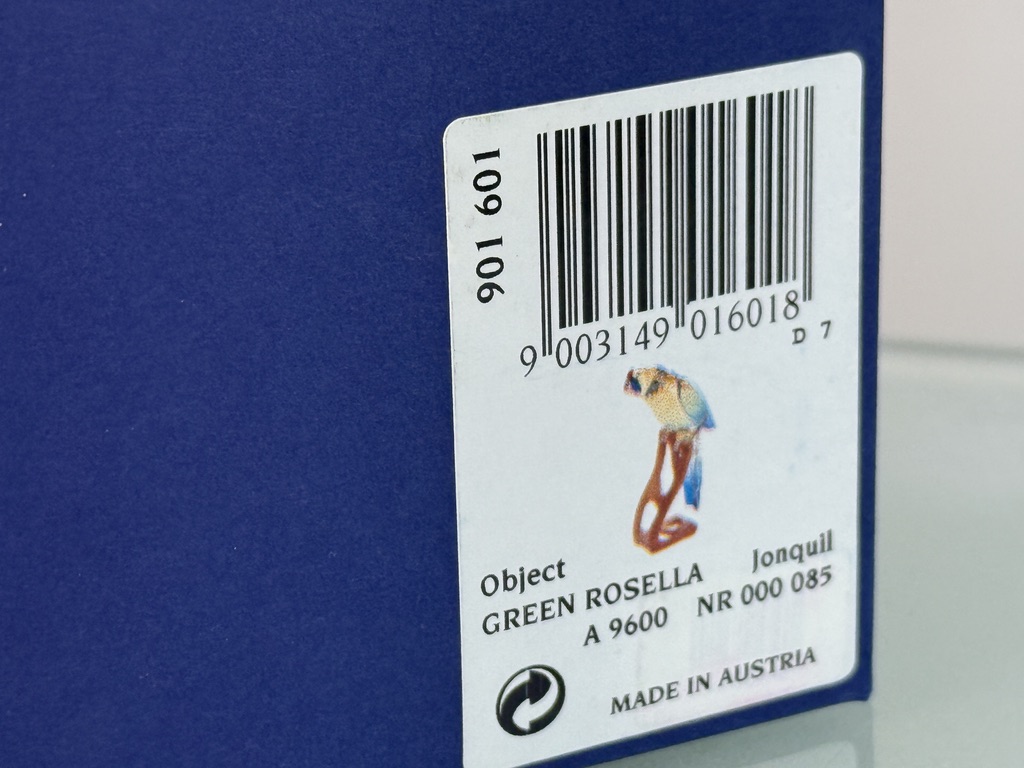 901 601
9 003149 016018
D 7
Object Jonquil
GREEN ROSELLA
A 9600 NR 000 085
MADE IN AUSTRIA